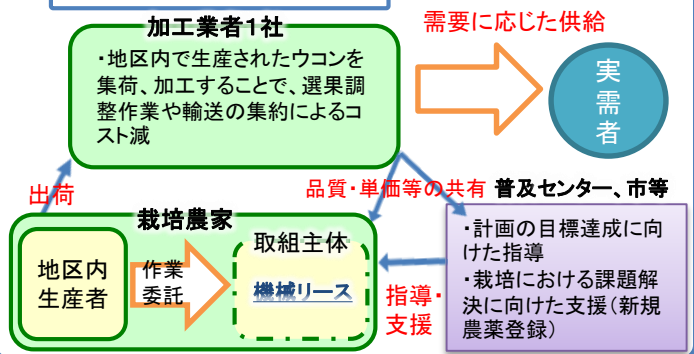 加工業者1社
・地区内で生産されたウコンを
集荷、加工することで、選果調
整作業や輸送の集約によるコ
スト減
需要に応じた供給
実
需
者
出荷
品質・単価等の共有
普及センター、市等
栽培農家
地区内
生産者
作業
委託
取組主体
機械リース
指導・
支援
・計画の目標達成に向
けた指導
・栽培における課題解
決に向けた支援（新規
農薬登録）